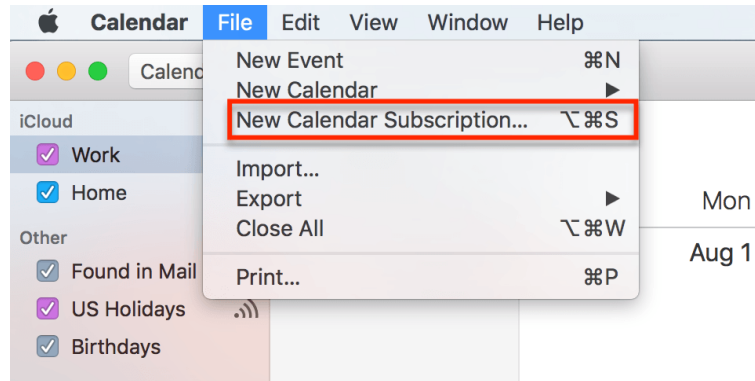 Calendar File Edit View Window Help
Calend
New Event ⌘N
New Calendar ▶
New Calendar Subscription... ⌥⌘S
Import...
Export ▶
Close All ⌥⌘W
Print... ⌘P
iCloud
Work
Home
Other
Found in Mail
US Holidays
Birthdays
Mon
Aug 1